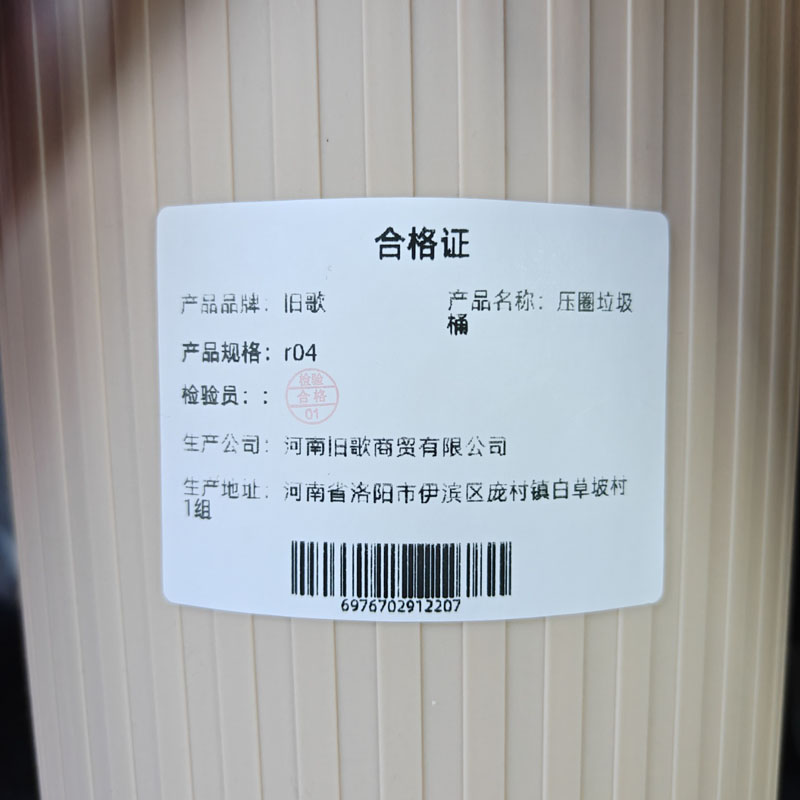 合格证
产品品牌：旧歌
产品名称：压圈垃圾
桶
产品规格：r04
检验员：：
检验
合格
01
生产公司：河南旧歌商贸有限公司
生产地址：河南省洛阳市伊滨区庞村镇白草坡村
1组
6976702912207